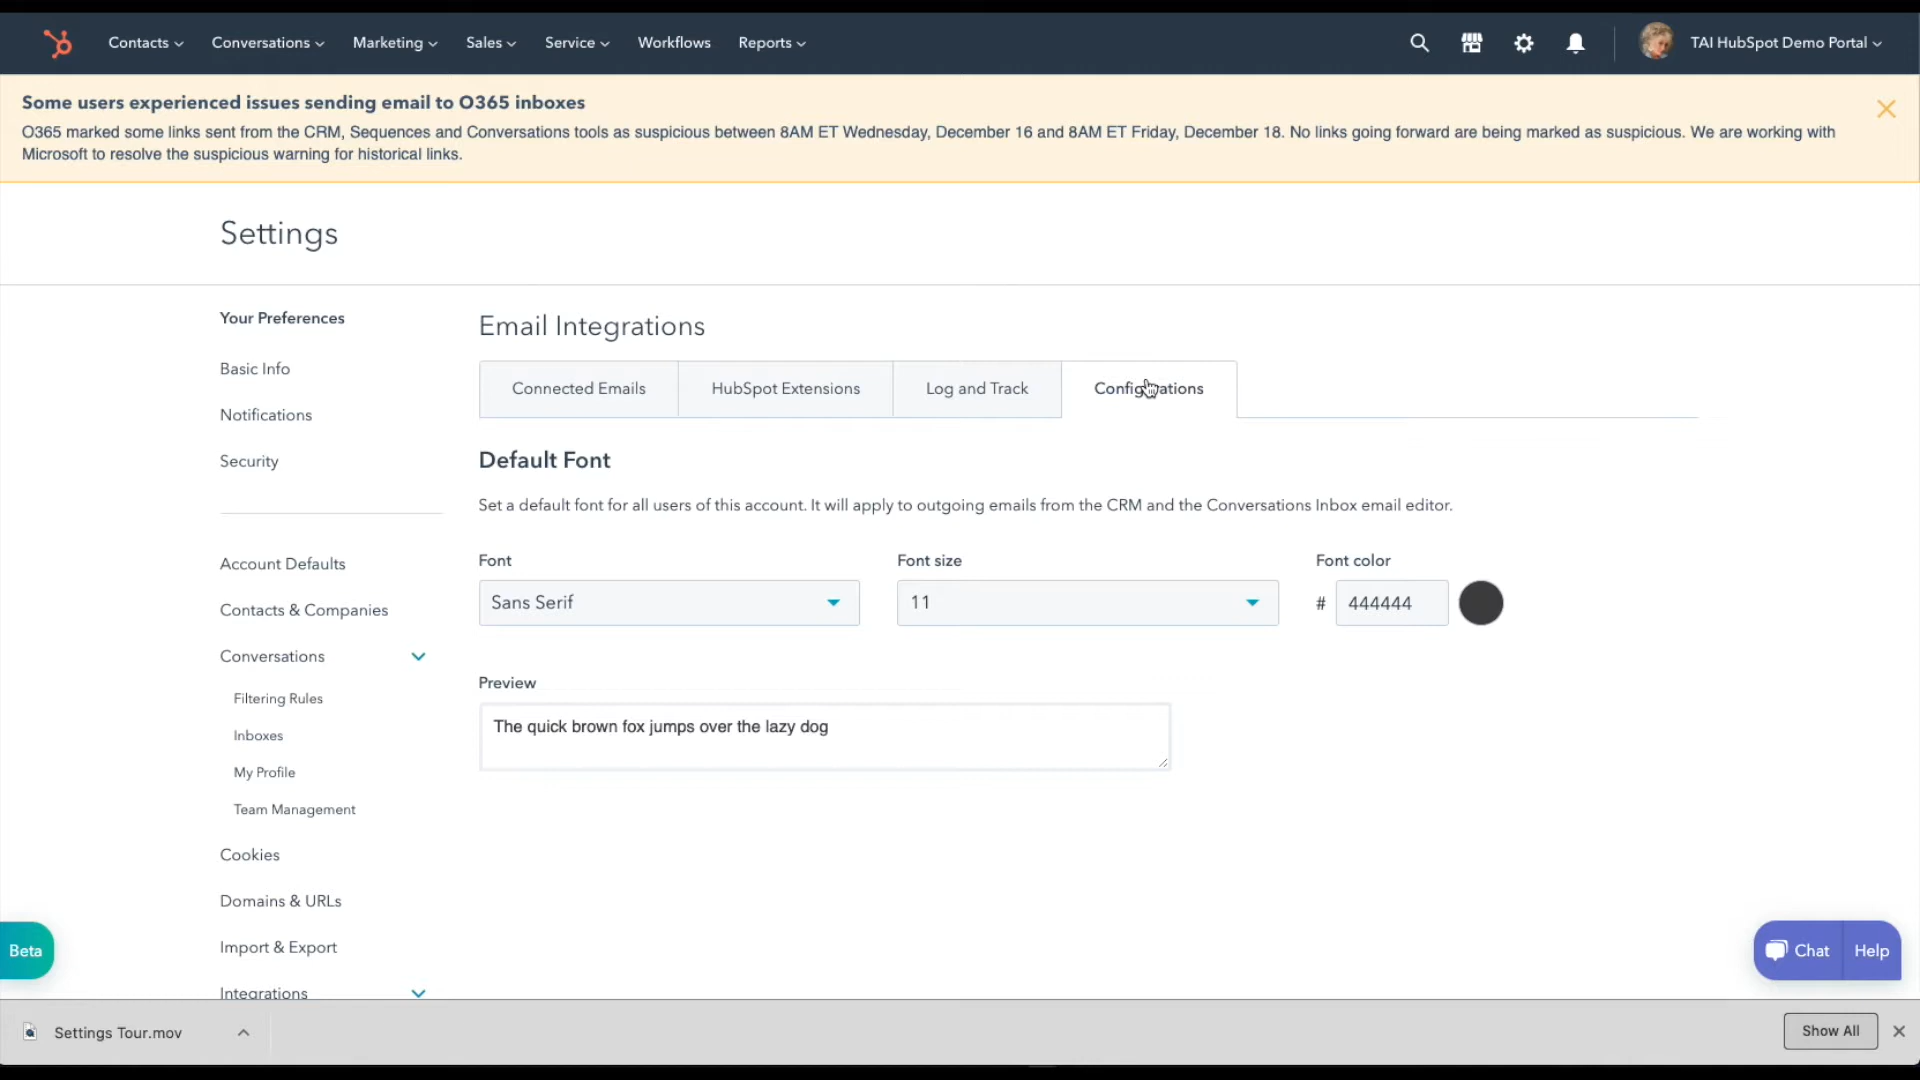 Contacts
Conversations
Marketing
Sales
Service
Workflows
Reports
TAI HubSpot Demo Portal
Some users experienced issues sending email to O365 inboxes
O365 marked some links sent from the CRM, Sequences and Conversations tools as suspicious between 8AM ET Wednesday, December 16 and 8AM ET Friday, December 18. No links going forward are being marked as suspicious. We are working with
Microsoft to resolve the suspicious warning for historical links.
Settings
Your Preferences
Basic Info
Notifications
Security
Account Defaults
Contacts & Companies
Conversations
Filtering Rules
Inboxes
My Profile
Team Management
Cookies
Domains & URLs
Import & Export
Integrations
Email Integrations
Connected Emails
HubSpot Extensions
Log and Track
Configurations
Default Font
Set a default font for all users of this account. It will apply to outgoing emails from the CRM and the Conversations Inbox email editor.
Font
Sans Serif
Font size
11
Font color
# 444444
Preview
The quick brown fox jumps over the lazy dog
Beta
Chat
Help
Settings Tour.mov
Show All